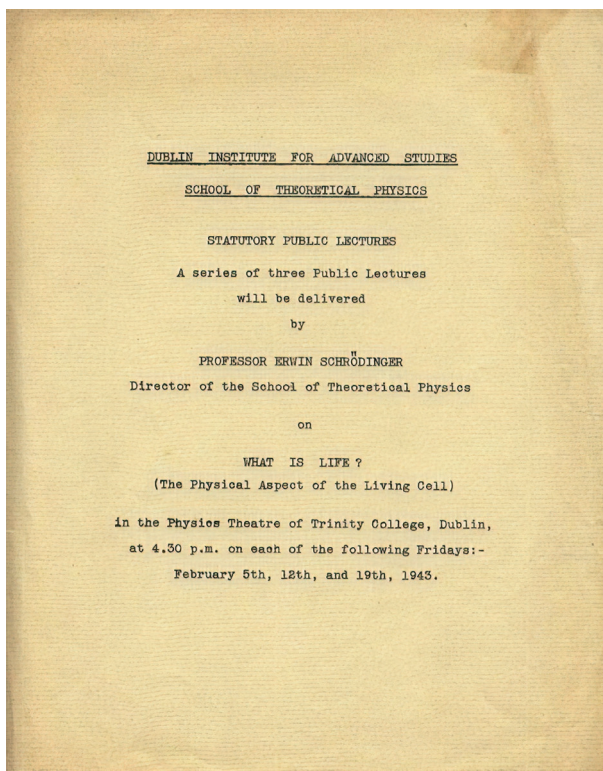 DUBLIN INSTITUTE FOR ADVANCED STUDIES
SCHOOL OF THEORETICAL PHYSICS
STATUTORY PUBLIC LECTURES
A series of three Public Lectures
will be delivered
by
PROFESSOR ERWIN SCHRÖDINGER
Director of the School of Theoretical Physics
on
WHAT IS LIFE ?
(The Physical Aspect of the Living Cell)
in the Physics Theatre of Trinity College, Dublin,
at 4.30 p.m. on each of the following Fridays:-
February 5th, 12th, and 19th, 1943.